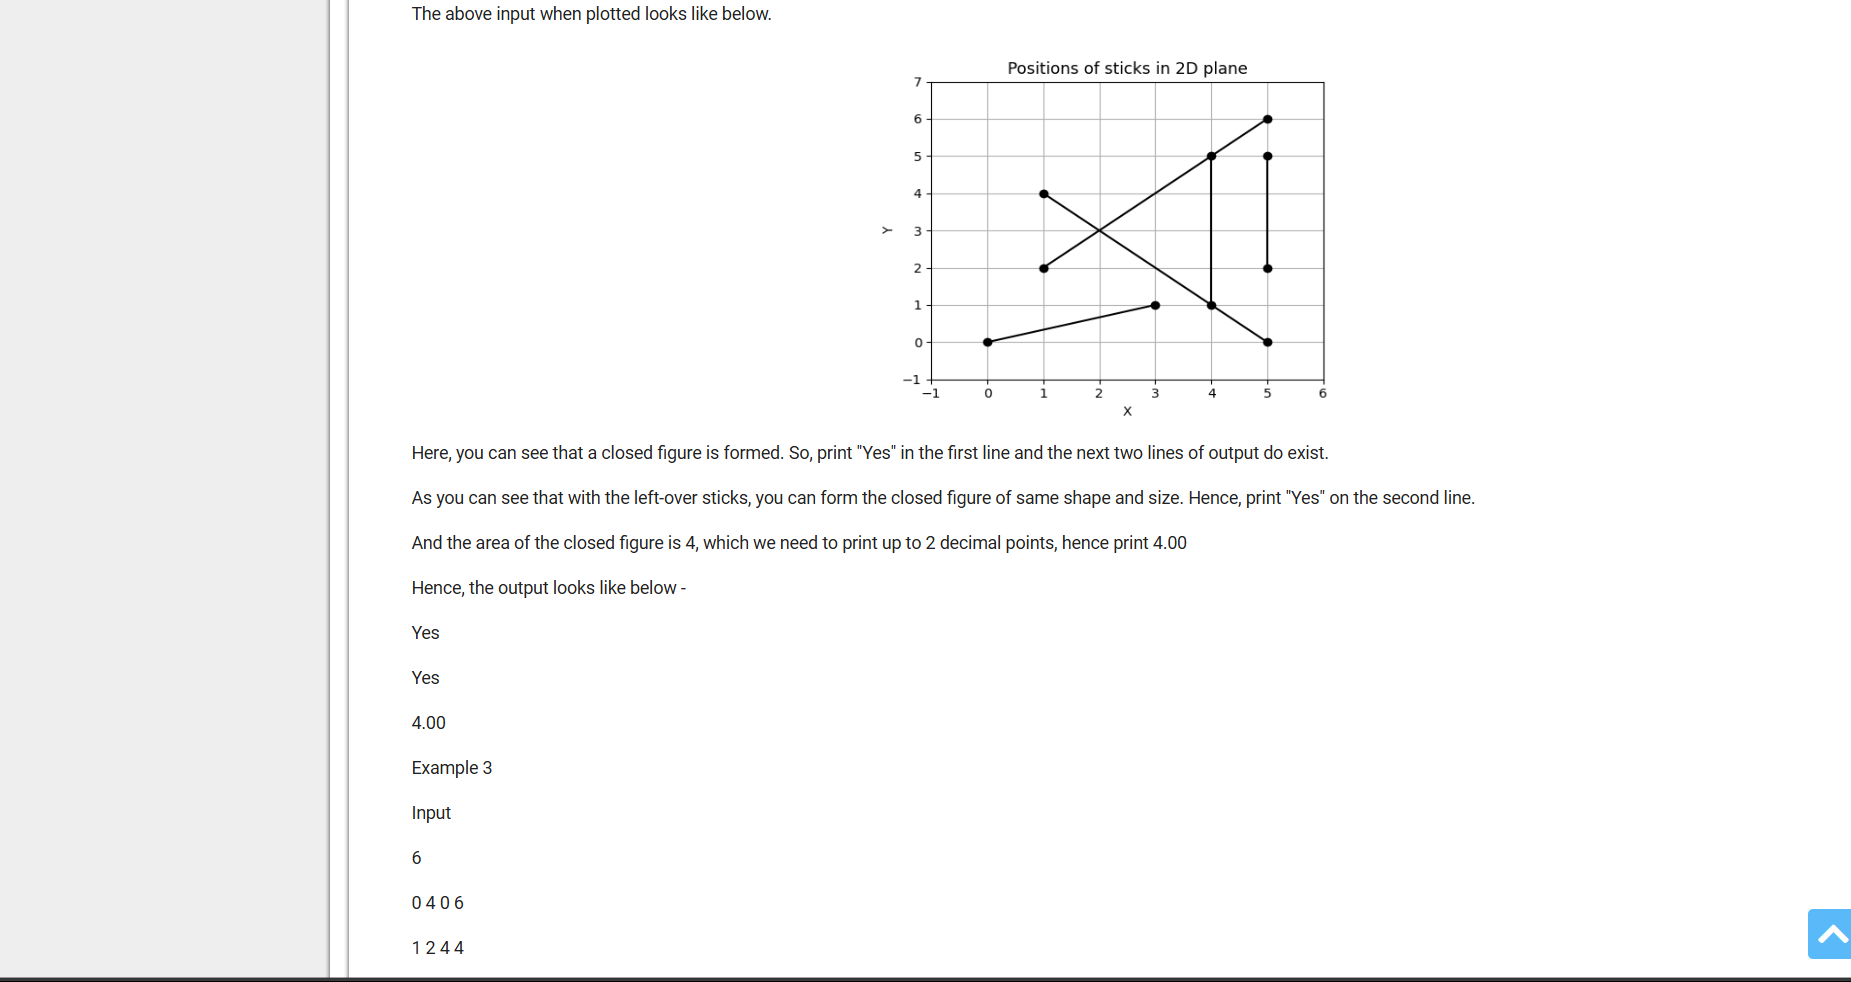 The above input when plotted looks like below.
Positions of sticks in 2D plane
7
6
5
4
3
2
1
0
−1
Y
−1 0 1 2 3 4 5 6
X
Here, you can see that a closed figure is formed. So, print "Yes" in the first line and the next two lines of output do exist.
As you can see that with the left-over sticks, you can form the closed figure of same shape and size. Hence, print "Yes" on the second line.
And the area of the closed figure is 4, which we need to print up to 2 decimal points, hence print 4.00
Hence, the output looks like below -
Yes
Yes
4.00
Example 3
Input
6
0 4 0 6
1 2 4 4